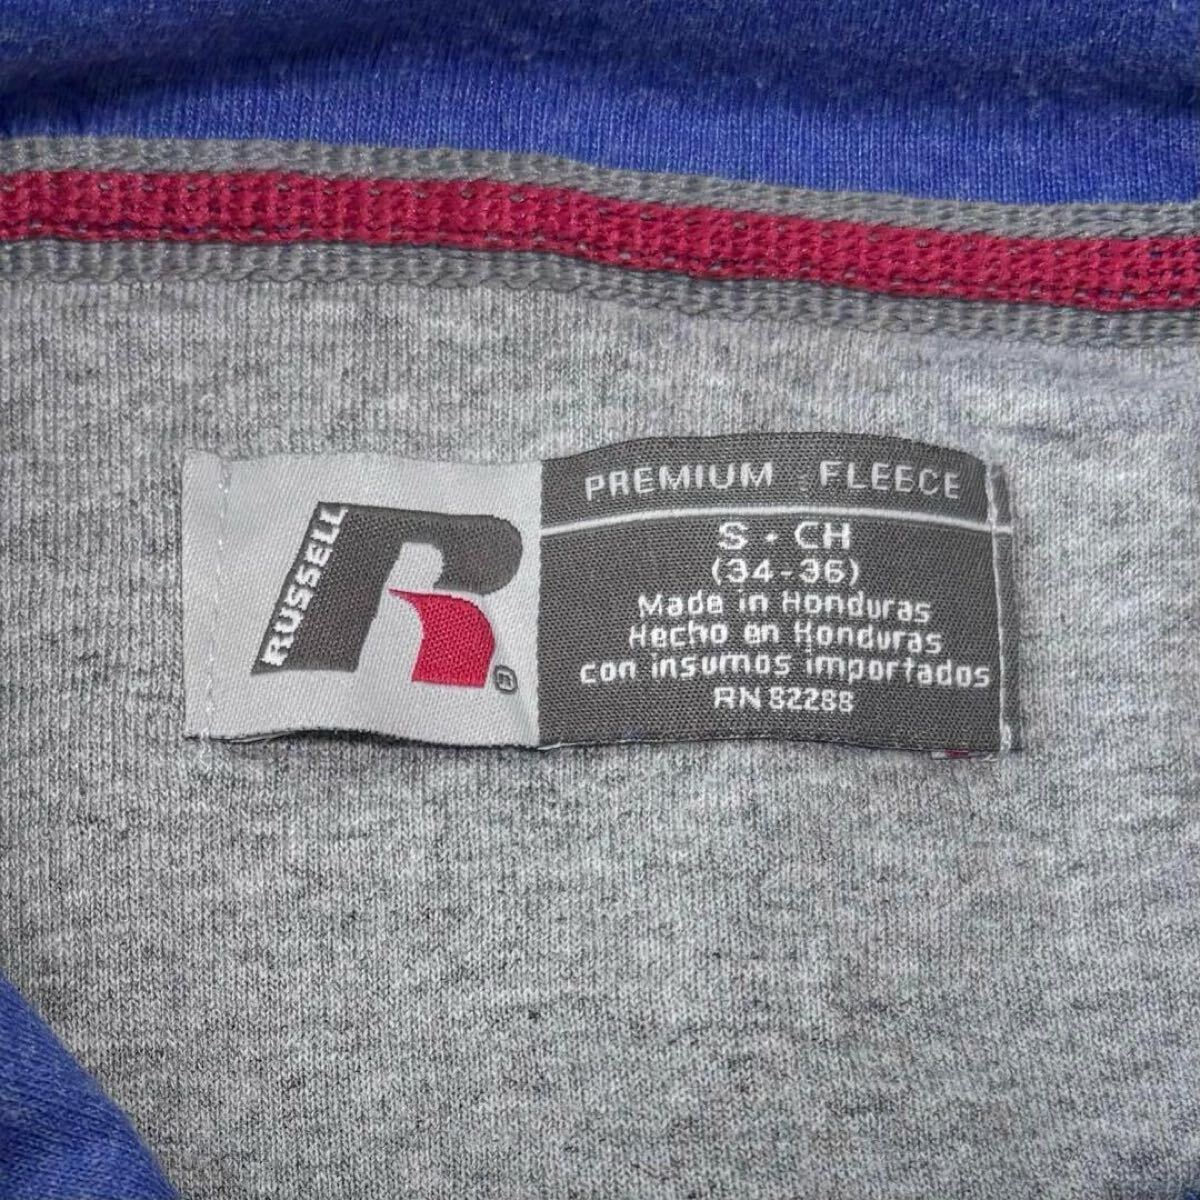 RUSSELL
R
®
PREMIUM FLEECE
S · CH
(34-36)
Made in Honduras
Hecho en Honduras
con insumos importados
RN 82288